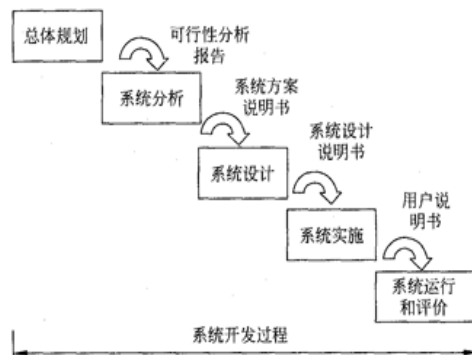 总体规划
可行性分析
报告
系统分析
系统方案
说明书
系统设计
系统设计
说明书
系统实施
用户说
明书
系统运行
和评价
系统开发过程